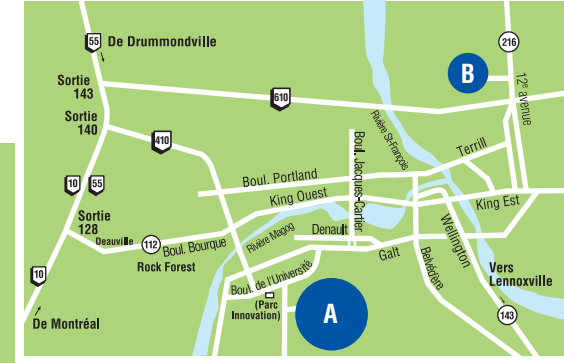 55
De Drummondville
216
B
Sortie
143
12e avenue
610
Sortie
140
410
Rivière St-François
Terrill
Boul. Jacques-Cartier
Boul. Portland
10
55
King Ouest
King Est
Sortie
128
Deauville
112
Boul. Bourque
Rivière Magog
Denault
Wellington
Rock Forest
Galt
Belvédère
Boul. de l'Université
Vers
Lennoxville
10
(Parc
Innovation)
A
143
De Montréal